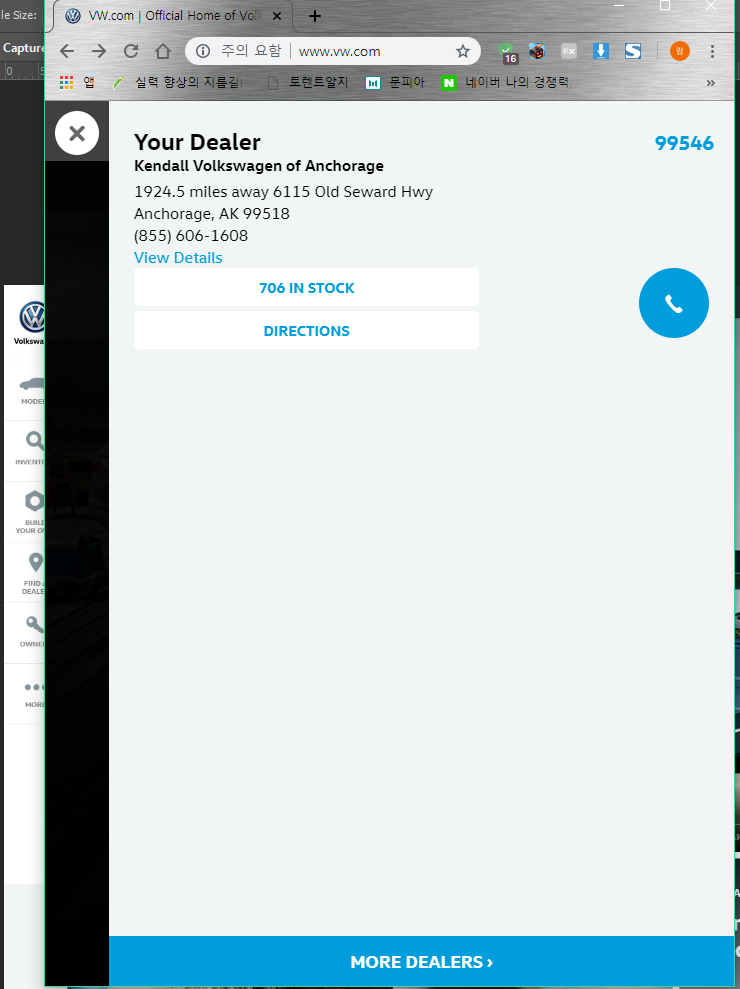 le Size:
Capture
0
VW.com | Official Home of Volk
주의 요함 | www.vw.com
16
앱
실력 향상의 지름길!
토렌트알지
문피아
네이버 나의 경쟁력
»
Your Dealer
99546
Kendall Volkswagen of Anchorage
1924.5 miles away 6115 Old Seward Hwy
Anchorage, AK 99518
(855) 606-1608
View Details
706 IN STOCK
DIRECTIONS
Volkswa
MODE
INVENT
BUILD
YOUR O
FIND
DEALE
OWNE
MORE
MORE DEALERS ›